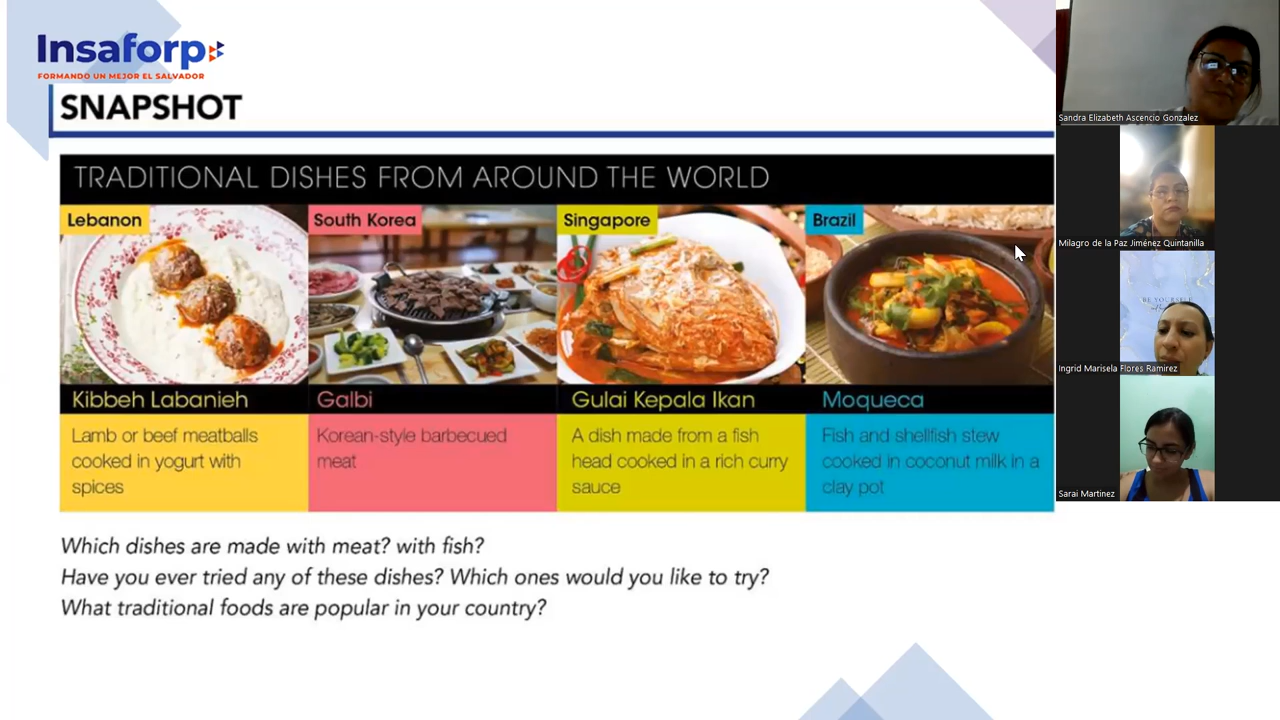 Insaforp
FORMANDO UN MEJOR EL SALVADOR
SNAPSHOT
TRADITIONAL DISHES FROM AROUND THE WORLD
Lebanon
Kibbeh Labanieh
Lamb or beef meatballs
cooked in yogurt with
spices
South Korea
Galbi
Korean-style barbecued
meat
Singapore
Gulai Kepala Ikan
A dish made from a fish
head cooked in a rich curry
sauce
Brazil
Moqueca
Fish and shellfish stew
cooked in coconut milk in a
clay pot
Which dishes are made with meat? with fish?
Have you ever tried any of these dishes? Which ones would you like to try?
What traditional foods are popular in your country?
Sandra Elizabeth Ascencio Gonzalez
Milagro de la Paz Jiménez Quintanilla
BE YOURSELF
Ingrid Marisela Flores Ramirez
Sarai Martinez